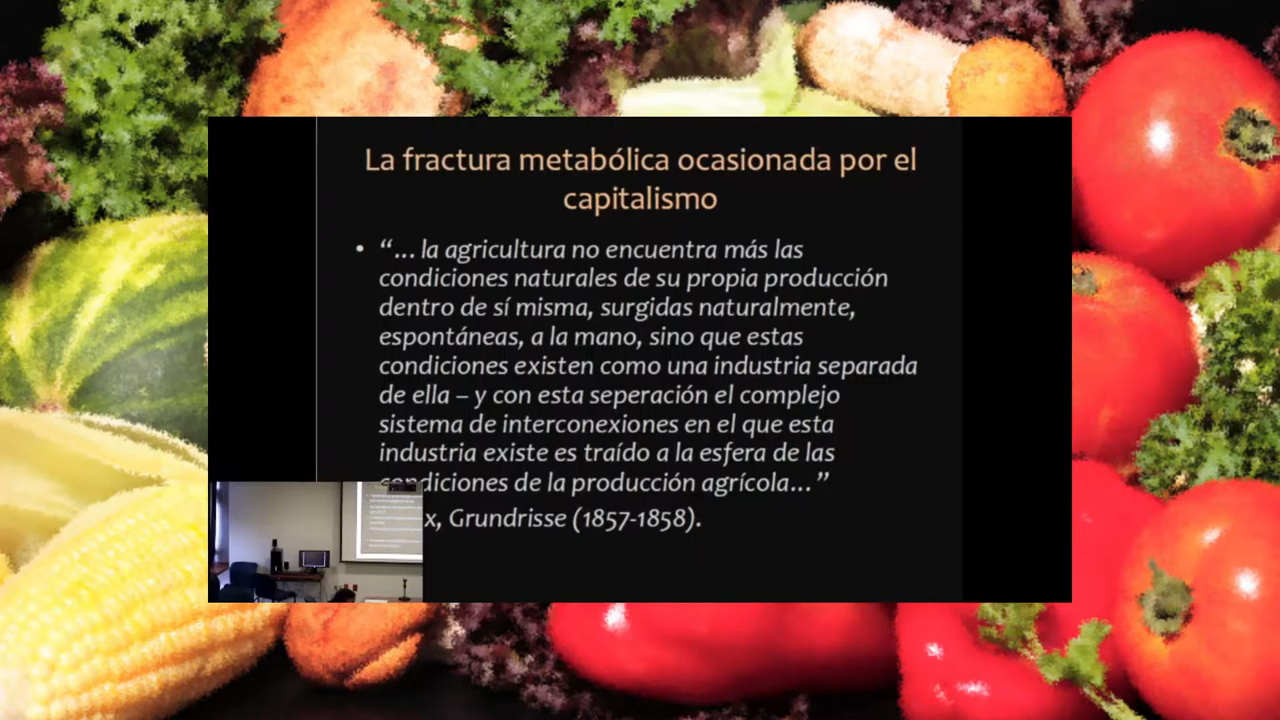 La fractura metabólica ocasionada por el
capitalismo
• “... la agricultura no encuentra más las
condiciones naturales de su propia producción
dentro de sí misma, surgidas naturalmente,
espontáneas, a la mano, sino que estas
condiciones existen como una industria separada
de ella – y con esta seperación el complejo
sistema de interconexiones en el que esta
industria existe es traído a la esfera de las
condiciones de la producción agrícola...”
x, Grundrisse (1857-1858).